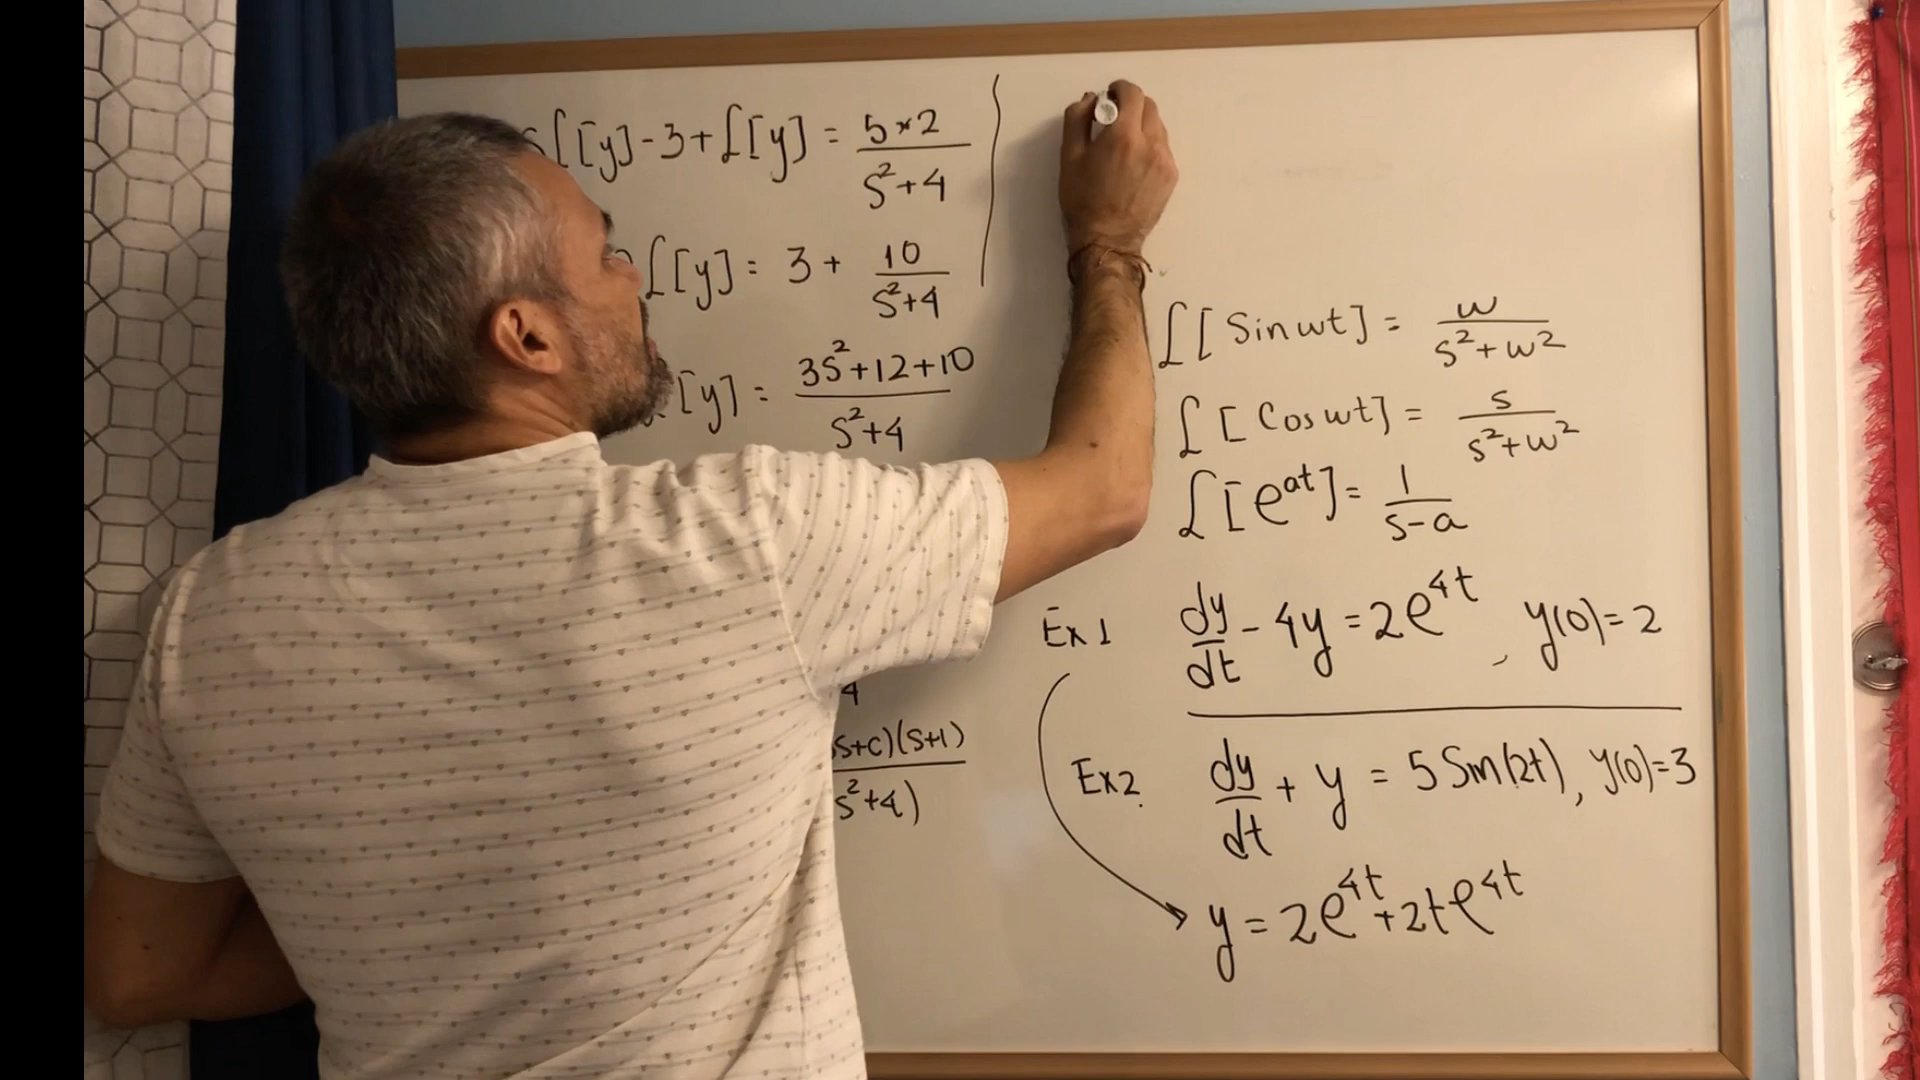 ℒ[y]-3+ℒ[y] = 5×2/(s²+4)
ℒ[y] = 3 + 10/(s²+4)
[y] = (3s²+12+10)/(s²+4)
4
s+c)(s+1)
s²+4)
ℒ[Sin wt] = w/(s²+w²)
ℒ[Cos wt] = s/(s²+w²)
ℒ[e^{at}] = 1/(s-a)
Ex 1 dy/dt - 4y = 2e^{4t}, y(0) = 2
Ex2. dy/dt + y = 5 Sin(2t), y(0)=3
y = 2e^{4t} + 2te^{4t}